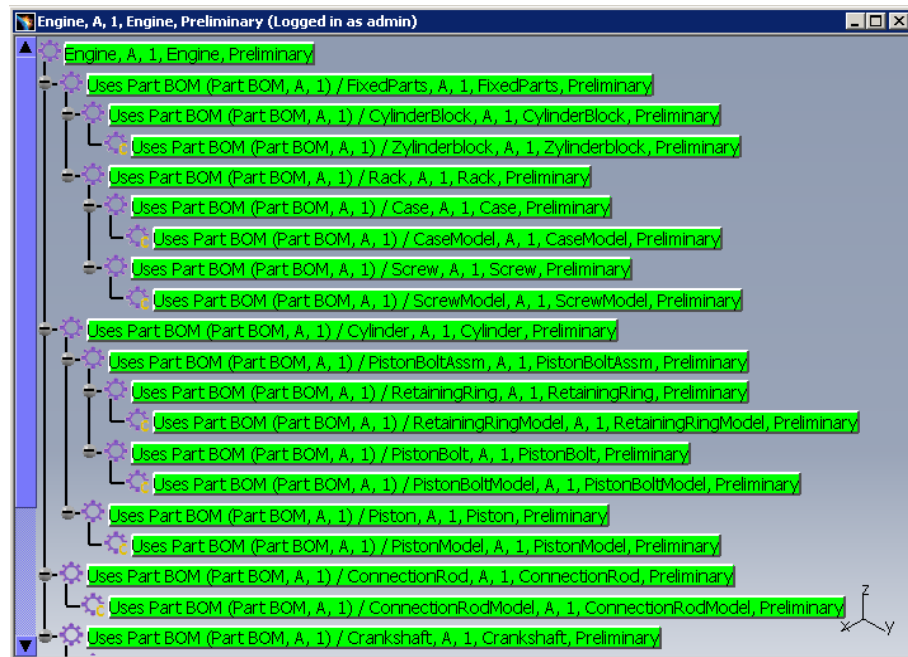 Engine, A, 1, Engine, Preliminary (Logged in as admin)
Engine, A, 1, Engine, Preliminary
Uses Part BOM (Part BOM, A, 1) / FixedParts, A, 1, FixedParts, Preliminary
Uses Part BOM (Part BOM, A, 1) / CylinderBlock, A, 1, CylinderBlock, Preliminary
Uses Part BOM (Part BOM, A, 1) / Zylinderblock, A, 1, Zylinderblock, Preliminary
Uses Part BOM (Part BOM, A, 1) / Rack, A, 1, Rack, Preliminary
Uses Part BOM (Part BOM, A, 1) / Case, A, 1, Case, Preliminary
Uses Part BOM (Part BOM, A, 1) / CaseModel, A, 1, CaseModel, Preliminary
Uses Part BOM (Part BOM, A, 1) / Screw, A, 1, Screw, Preliminary
Uses Part BOM (Part BOM, A, 1) / ScrewModel, A, 1, ScrewModel, Preliminary
Uses Part BOM (Part BOM, A, 1) / Cylinder, A, 1, Cylinder, Preliminary
Uses Part BOM (Part BOM, A, 1) / PistonBoltAssm, A, 1, PistonBoltAssm, Preliminary
Uses Part BOM (Part BOM, A, 1) / RetainingRing, A, 1, RetainingRing, Preliminary
Uses Part BOM (Part BOM, A, 1) / RetainingRingModel, A, 1, RetainingRingModel, Preliminary
Uses Part BOM (Part BOM, A, 1) / PistonBolt, A, 1, PistonBolt, Preliminary
Uses Part BOM (Part BOM, A, 1) / PistonBoltModel, A, 1, PistonBoltModel, Preliminary
Uses Part BOM (Part BOM, A, 1) / Piston, A, 1, Piston, Preliminary
Uses Part BOM (Part BOM, A, 1) / PistonModel, A, 1, PistonModel, Preliminary
Uses Part BOM (Part BOM, A, 1) / ConnectionRod, A, 1, ConnectionRod, Preliminary
Uses Part BOM (Part BOM, A, 1) / ConnectionRodModel, A, 1, ConnectionRodModel, Preliminary
Uses Part BOM (Part BOM, A, 1) / Crankshaft, A, 1, Crankshaft, Preliminary
z
x y